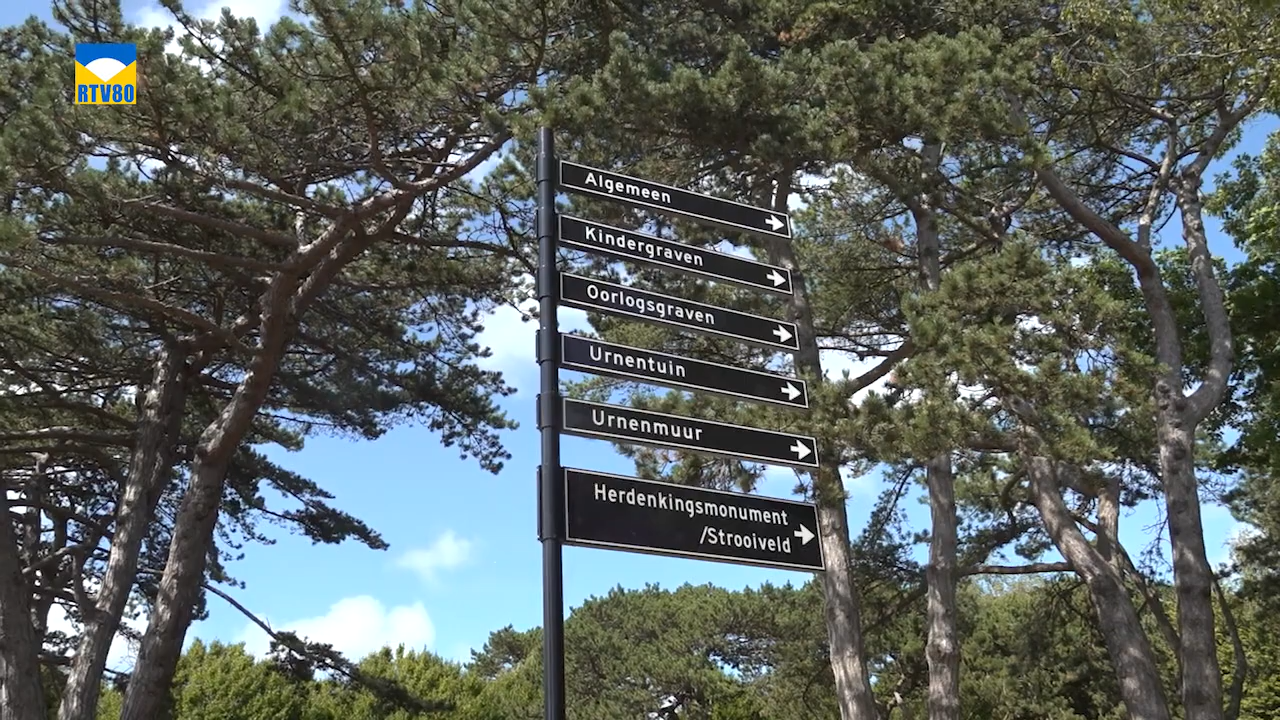 RTV80
Algemeen
Kindergraven
Oorlogsgraven
Urnentuin
Urnenmuur
Herdenkingsmonument
/Strooiveld